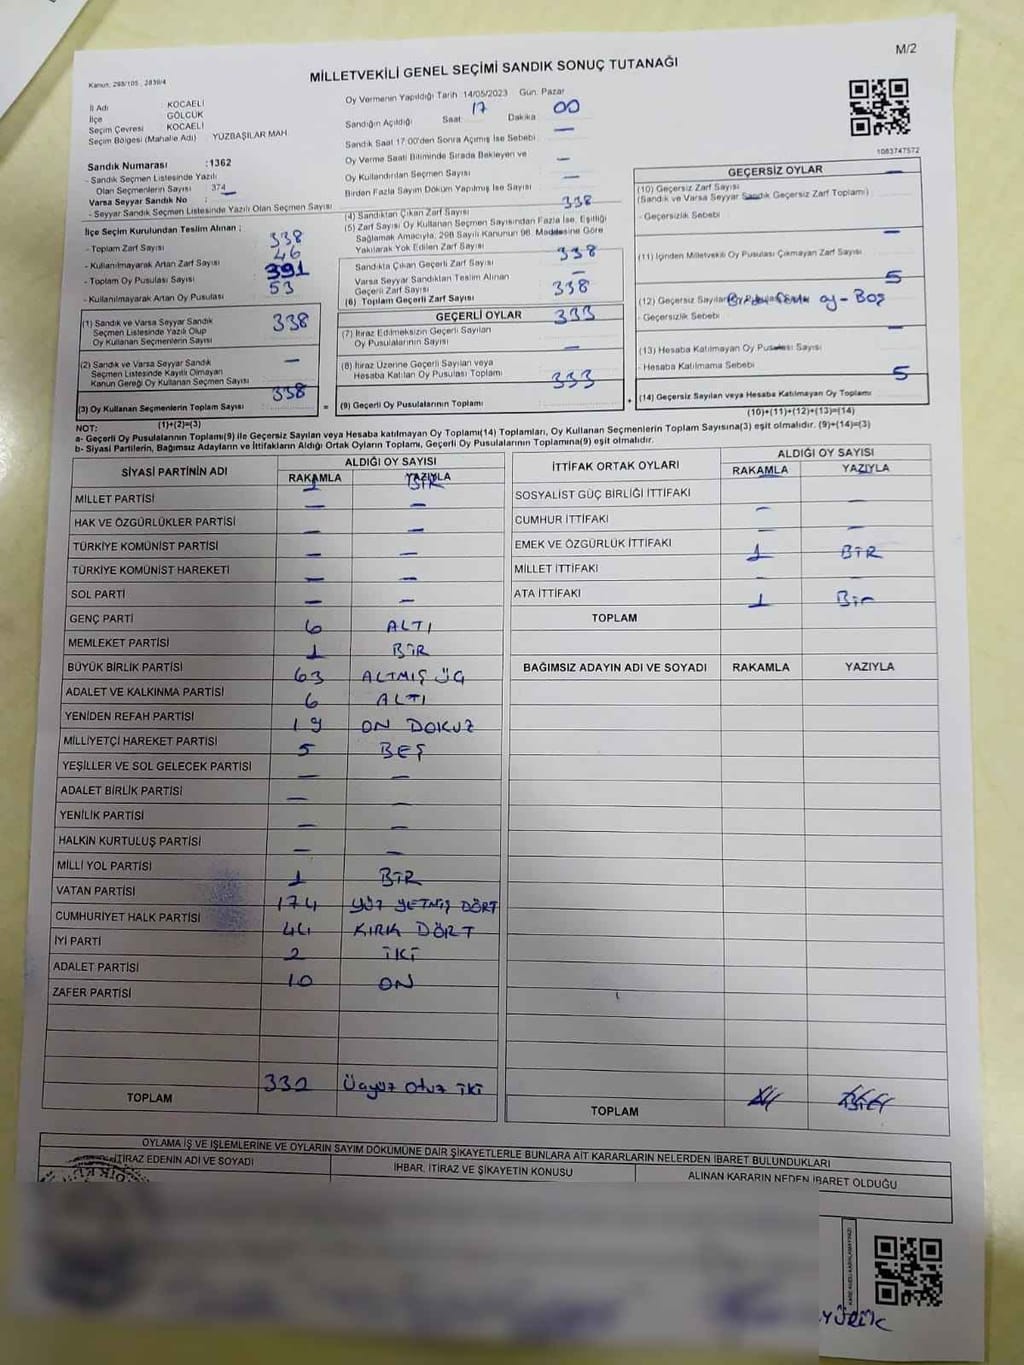 M/2
Kanun, 298/105 , 2839/4
MİLLETVEKİLİ GENEL SEÇİMİ SANDIK SONUÇ TUTANAĞI
İl Adı : KOCAELİ
İlçe : GÖLCÜK
Seçim Çevresi : KOCAELİ
Seçim Bölgesi (Mahalle Adı) : YÜZBAŞILAR MAH
Sandık Numarası :1362
- Sandık Seçmen Listesinde Yazılı
Olan Seçmenlerin Sayısı 374
Varsa Seyyar Sandık No : —
- Seyyar Sandık Seçmen Listesinde Yazılı Olan Seçmen Sayısı
İlçe Seçim Kurulundan Teslim Alınan ;
- Toplam Zarf Sayısı 338
- Kullanılmayarak Artan Zarf Sayısı 46
- Toplam Oy Pusulası Sayısı 391
- Kullanılmayarak Artan Oy Pusulası 53
(1) Sandık ve Varsa Seyyar Sandık
Seçmen Listesinde Yazılı Olup
Oy Kullanan Seçmenlerin Sayısı 338
(2) Sandık ve Varsa Seyyar Sandık
Seçmen Listesinde Kayıtlı Olmayan
Kanun Gereği Oy Kullanan Seçmen Sayısı —
(3) Oy Kullanan Seçmenlerin Toplam Sayısı 338
(1)+(2)=(3)
Oy Vermenin Yapıldığı Tarih 14/05/2023 Gün: Pazar
Sandığın Açıldığı Saat 17 Dakika 00
Sandık Saat 17:00'den Sonra Açımış İse Sebebi —
Oy Verme Saati Bitiminde Sırada Bekleyen ve
Oy Kullandırılan Seçmen Sayısı —
Birden Fazla Sayım Döküm Yapılmış İse Sayısı —
(4) Sandıktan Çıkan Zarf Sayısı 338
(5) Zarf Sayısı Oy Kullanan Seçmen Sayısından Fazla İse, Eşitliği
Sağlamak Amacıyla, 298 Sayılı Kanunun 98. Maddesine Göre
Yakılarak Yok Edilen Zarf Sayısı
Sandıkta Çıkan Geçerli Zarf Sayısı 338
Varsa Seyyar Sandıktan Teslim Alınan
Geçerli Zarf Sayısı —
(6) Toplam Geçerli Zarf Sayısı 338
GEÇERLİ OYLAR
(7) İtiraz Edilmeksizin Geçerli Sayılan
Oy Pusulalarının Sayısı 333
(8) İtiraz Üzerine Geçerli Sayılan veya
Hesaba Katılan Oy Pusulası Toplamı —
(9) Geçerli Oy Pusulalarının Toplamı 333
1083747572
GEÇERSİZ OYLAR
(10) Geçersiz Zarf Sayısı
(Sandık ve Varsa Seyyar Sandık Geçersiz Zarf Toplamı)
- Geçersizlik Sebebi
(11) İçinden Milletvekili Oy Pusulası Çıkmayan Zarf Sayısı —
(12) Geçersiz Sayılan 5
oy - Boş
- Geçersizlik Sebebi
(13) Hesaba Katılmayan Oy Pusulası Sayısı —
- Hesaba Katılmama Sebebi
(14) Geçersiz Sayılan veya Hesaba Katılmayan Oy Toplamı 5
(10)+(11)+(12)+(13)=(14)
NOT:
a- Geçerli Oy Pusulalarının Toplamı(9) ile Geçersiz Sayılan veya Hesaba katılmayan Oy Toplamı(14) Toplamları, Oy Kullanan Seçmenlerin Toplam Sayısına(3) eşit olmalıdır. (9)+(14)=(3)
b- Siyasi Partilerin, Bağımsız Adayların ve İttifakların Aldığı Ortak Oyların Toplamı, Geçerli Oy Pusulalarının Toplamına(9) eşit olmalıdır.
SİYASİ PARTİNİN ADI ALDIĞI OY SAYISI
RAKAMLA YAZIYLA
MİLLET PARTİSİ 1 BİR
HAK VE ÖZGÜRLÜKLER PARTİSİ — —
TÜRKİYE KOMÜNİST PARTİSİ — —
TÜRKİYE KOMÜNİST HAREKETİ — —
SOL PARTİ — —
GENÇ PARTİ — —
MEMLEKET PARTİSİ 6 ALTI
BÜYÜK BİRLİK PARTİSİ 1 BİR
ADALET VE KALKINMA PARTİSİ 63 ALTMIŞ ÜÇ
YENİDEN REFAH PARTİSİ 6 ALTI
MİLLİYETÇİ HAREKET PARTİSİ 19 ON DOKUZ
YEŞİLLER VE SOL GELECEK PARTİSİ 5 BEŞ
ADALET BİRLİK PARTİSİ — —
YENİLİK PARTİSİ — —
HALKIN KURTULUŞ PARTİSİ — —
MİLLİ YOL PARTİSİ — —
VATAN PARTİSİ 1 BİR
CUMHURİYET HALK PARTİSİ 174 YÜZ YETMİŞ DÖRT
İYİ PARTİ 44 KIRK DÖRT
ADALET PARTİSİ 2 İKİ
ZAFER PARTİSİ 10 ON
TOPLAM 332 Üçyüz otuz iki
İTTİFAK ORTAK OYLARI ALDIĞI OY SAYISI
RAKAMLA YAZIYLA
SOSYALİST GÜÇ BİRLİĞİ İTTİFAKI — —
CUMHUR İTTİFAKI — —
EMEK VE ÖZGÜRLÜK İTTİFAKI — —
MİLLET İTTİFAKI 1 BİR
ATA İTTİFAKI — —
TOPLAM 1 Bir
BAĞIMSIZ ADAYIN ADI VE SOYADI RAKAMLA YAZIYLA
TOPLAM
OYLAMA İŞ VE İŞLEMLERİNE VE OYLARIN SAYIM DÖKÜMÜNE DAİR ŞİKAYETLERLE BUNLARA AİT KARARLARIN NELERDEN İBARET BULUNDUKLARI
İTİRAZ EDENİN ADI VE SOYADI İHBAR, İTİRAZ VE ŞİKAYETİN KONUSU ALINAN KARARIN NEDEN İBARET OLDUĞU